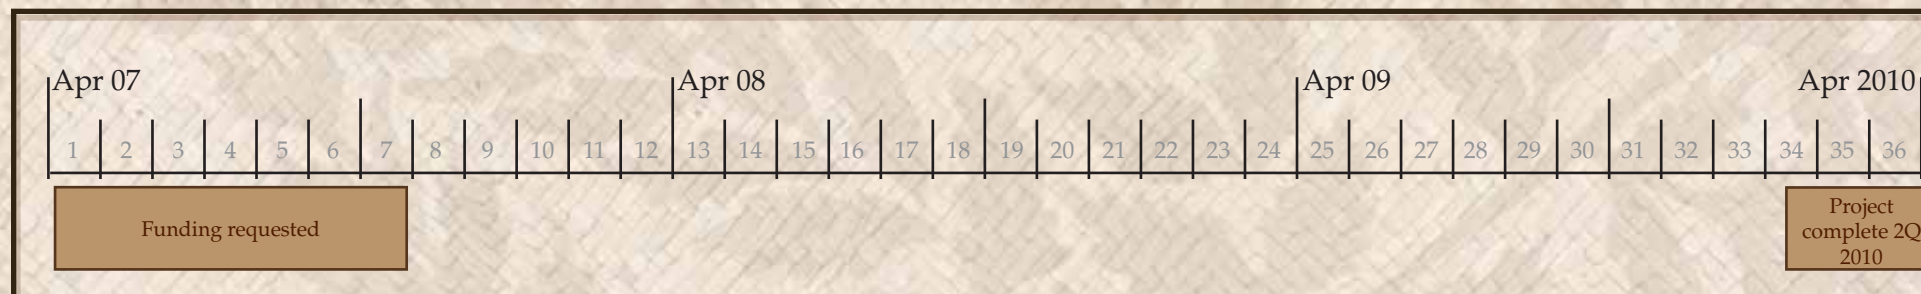 Apr 07 Apr 08 Apr 09 Apr 2010
1 2 3 4 5 6 7 8 9 10 11 12 13 14 15 16 17 18 19 20 21 22 23 24 25 26 27 28 29 30 31 32 33 34 35 36
Funding requested
Project
complete 2Q
2010